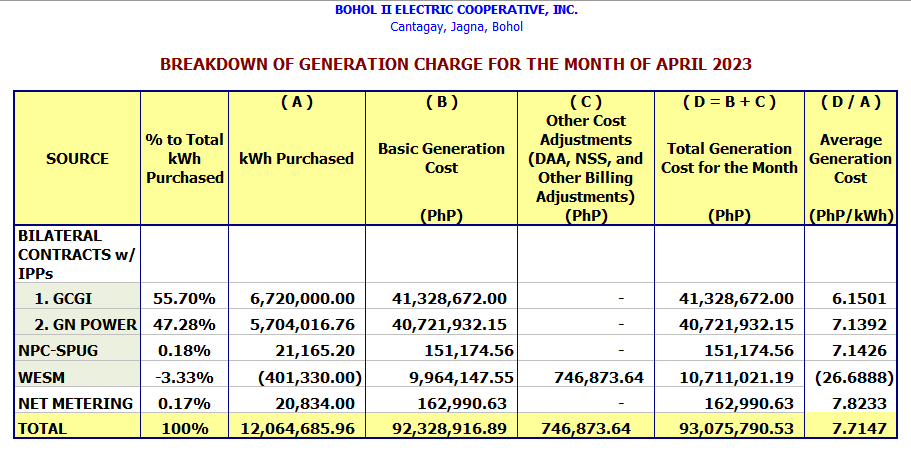 BOHOL II ELECTRIC COOPERATIVE, INC.
Cantagay, Jagna, Bohol
BREAKDOWN OF GENERATION CHARGE FOR THE MONTH OF APRIL 2023
SOURCE
% to Total
kWh
Purchased
( A )
kWh Purchased
( B )
Basic Generation
Cost
(PhP)
( C )
Other Cost
Adjustments
(DAA, NSS, and
Other Billing
Adjustments)
(PhP)
( D = B + C )
Total Generation
Cost for the Month
(PhP)
( D / A )
Average
Generation
Cost
(PhP/kWh)
BILATERAL
CONTRACTS w/
IPPs
1. GCGI 55.70% 6,720,000.00 41,328,672.00 - 41,328,672.00 6.1501
2. GN POWER 47.28% 5,704,016.76 40,721,932.15 - 40,721,932.15 7.1392
NPC-SPUG 0.18% 21,165.20 151,174.56 - 151,174.56 7.1426
WESM -3.33% (401,330.00) 9,964,147.55 746,873.64 10,711,021.19 (26.6888)
NET METERING 0.17% 20,834.00 162,990.63 - 162,990.63 7.8233
TOTAL 100% 12,064,685.96 92,328,916.89 746,873.64 93,075,790.53 7.7147